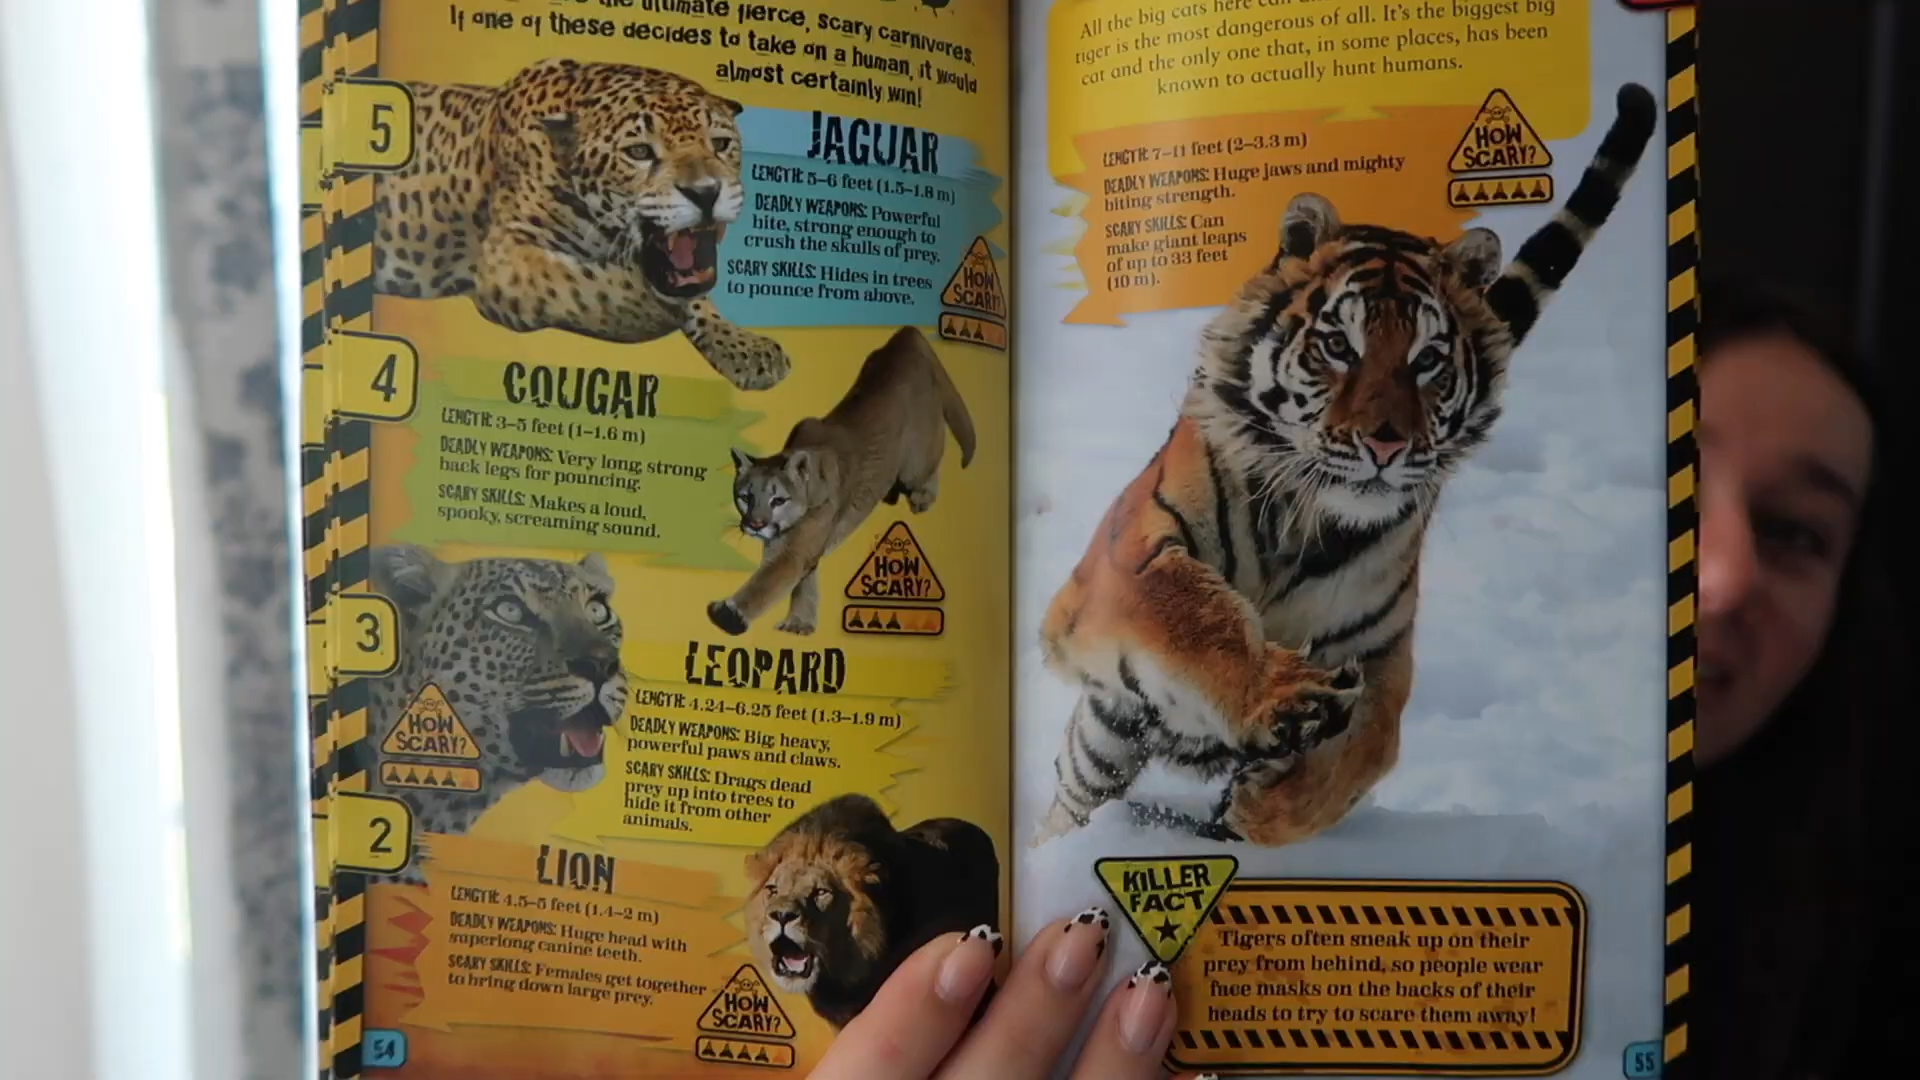 ultimate fierce, scary carnivores.
If one of these decides to take on a human, it would
almost certainly win!
5
JAGUAR
LENGTH: 5–6 feet (1.5–1.8 m)
DEADLY WEAPONS: Powerful
bite, strong enough to
crush the skulls of prey.
SCARY SKILLS: Hides in trees
to pounce from above.
HOW
SCARY?
4
COUGAR
LENGTH: 3–5 feet (1–1.6 m)
DEADLY WEAPONS: Very long, strong
back legs for pouncing.
SCARY SKILLS: Makes a loud,
spooky, screaming sound.
HOW
SCARY?
3
LEOPARD
LENGTH: 4.24–6.25 feet (1.3–1.9 m)
DEADLY WEAPONS: Big, heavy,
powerful paws and claws.
SCARY SKILLS: Drags dead
prey up into trees to
hide it from other
animals.
HOW
SCARY?
2
LION
LENGTH: 4.5–5 feet (1.4–2 m)
DEADLY WEAPONS: Huge head with
superlong canine teeth.
SCARY SKILLS: Females get together
to bring down large prey.
HOW
SCARY?
54
All the big cats here can
tiger is the most dangerous of all. It's the biggest big
cat and the only one that, in some places, has been
known to actually hunt humans.
LENGTH: 7–11 feet (2–3.3 m)
DEADLY WEAPONS: Huge jaws and mighty
biting strength.
SCARY SKILLS: Can
make giant leaps
of up to 33 feet
(10 m).
HOW
SCARY?
KILLER
FACT
Tigers often sneak up on their
prey from behind, so people wear
face masks on the backs of their
heads to try to scare them away!
55